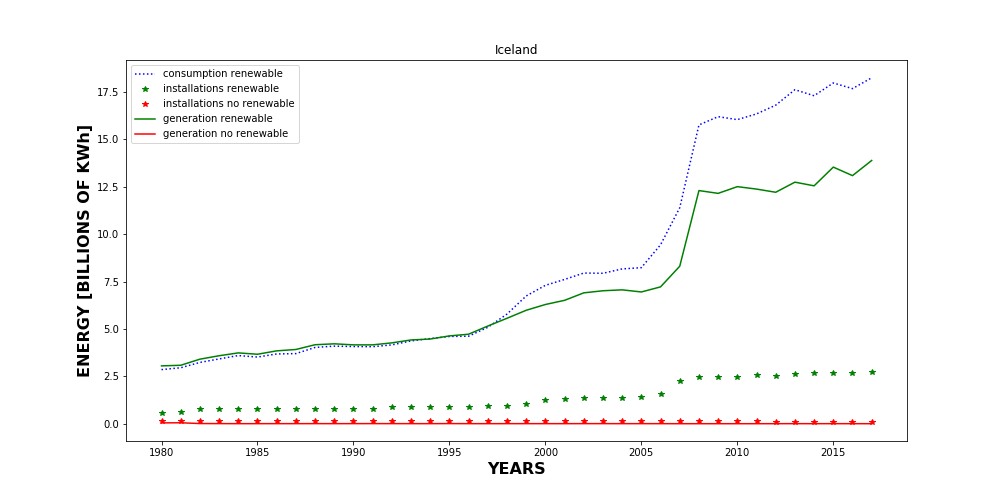 Iceland
consumption renewable
installations renewable
installations no renewable
generation renewable
generation no renewable
17.5
15.0
12.5
10.0
7.5
5.0
2.5
0.0
ENERGY [BILLIONS OF KWh]
1980 1985 1990 1995 2000 2005 2010 2015
YEARS